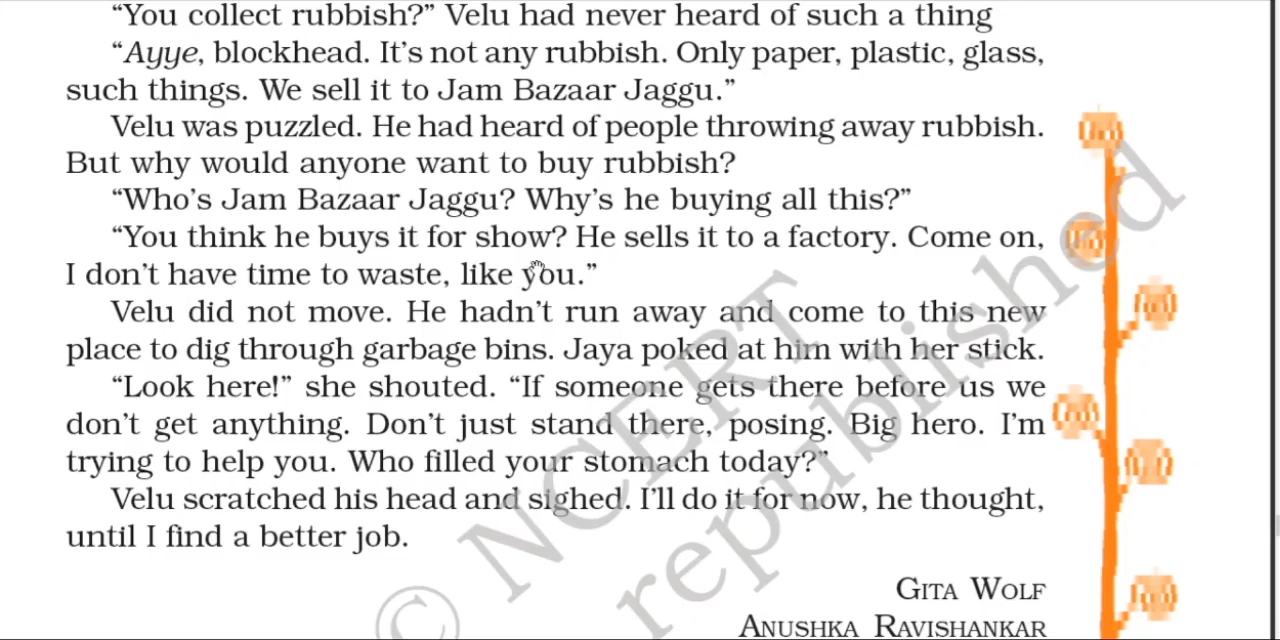 “You collect rubbish?” Velu had never heard of such a thing
“Ayye, blockhead. It’s not any rubbish. Only paper, plastic, glass,
such things. We sell it to Jam Bazaar Jaggu.”
Velu was puzzled. He had heard of people throwing away rubbish.
But why would anyone want to buy rubbish?
“Who’s Jam Bazaar Jaggu? Why’s he buying all this?”
“You think he buys it for show? He sells it to a factory. Come on,
I don’t have time to waste, like you.”
Velu did not move. He hadn’t run away and come to this new
place to dig through garbage bins. Jaya poked at him with her stick.
“Look here!” she shouted. “If someone gets there before us we
don’t get anything. Don’t just stand there, posing. Big hero. I’m
trying to help you. Who filled your stomach today?”
Velu scratched his head and sighed. I’ll do it for now, he thought,
until I find a better job.
GITA WOLF
ANUSHKA RAVISHANKAR
© NCERT
republished